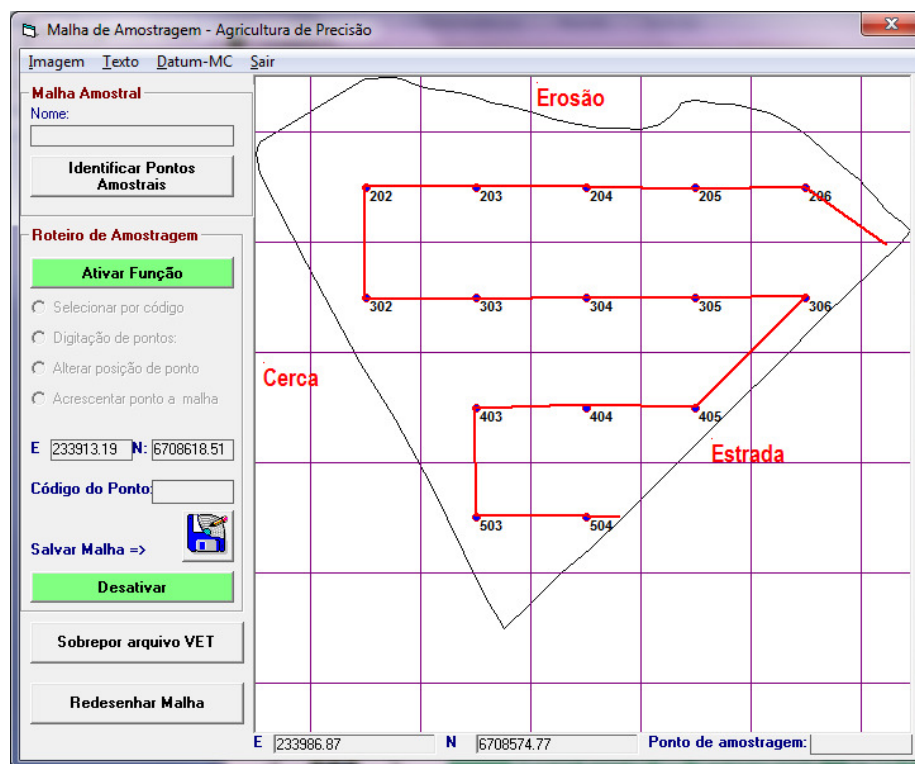 Malha de Amostragem - Agricultura de Precisão
Imagem Texto Datum-MC Sair
Malha Amostral
Nome:
Identificar Pontos
Amostrais
Roteiro de Amostragem
Ativar Função
Selecionar por código
Digitação de pontos:
Alterar posição de ponto
Acrescentar ponto a malha
E 233913.19 N: 6708618.51
Código do Ponto:
Salvar Malha =>
Desativar
Sobrepor arquivo VET
Redesenhar Malha
Erosão
202 203 204 205 206
302 303 304 305 306
Cerca
403 404 405
Estrada
503 504
E 233986.87 N 6708574.77 Ponto de amostragem: